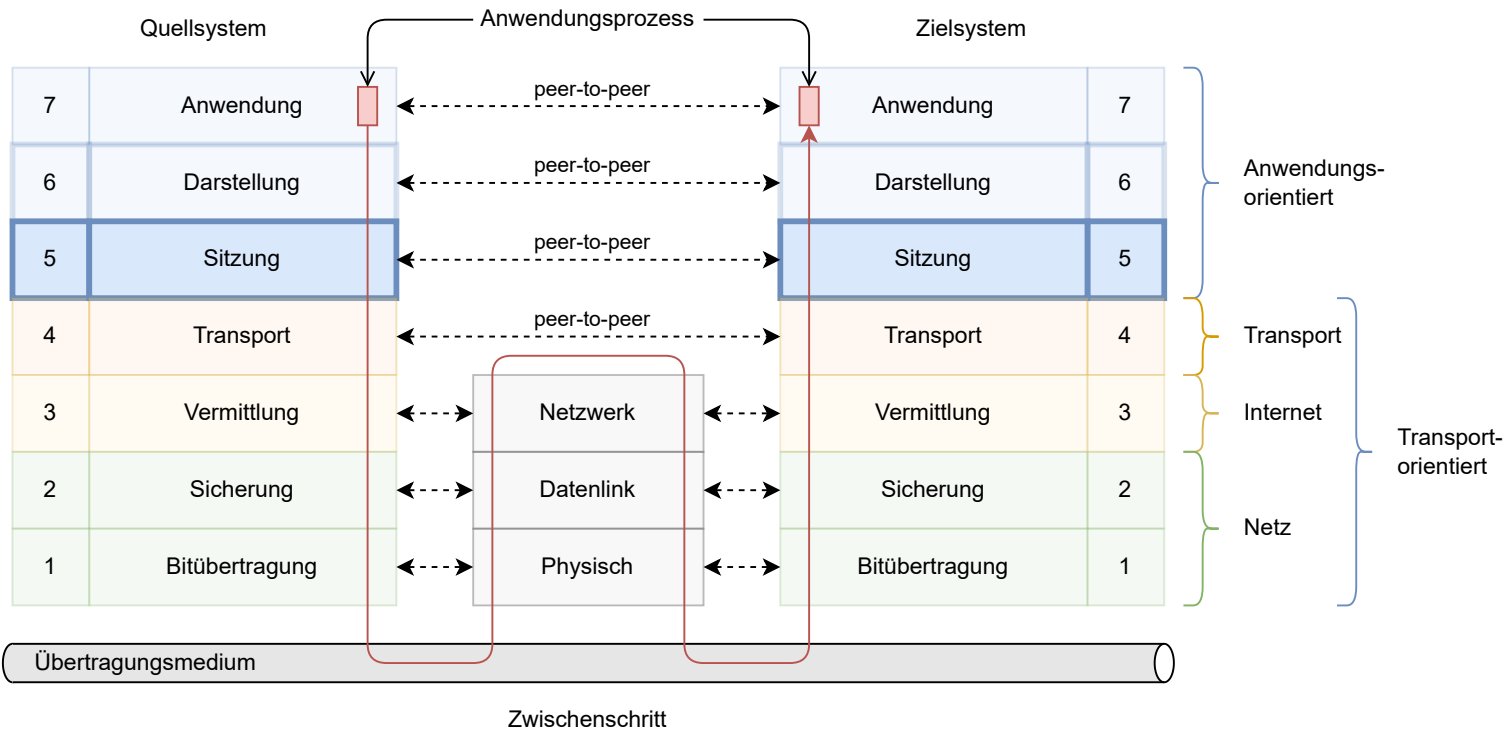 Anwendungsprozess
Quellsystem
Zielsystem
7 Anwendung peer-to-peer Anwendung 7
6 Darstellung peer-to-peer Darstellung 6
Anwendungs-
orientiert
5 Sitzung peer-to-peer Sitzung 5
4 Transport peer-to-peer Transport 4 Transport
3 Vermittlung Netzwerk Vermittlung 3 Internet
Transport-
orientiert
2 Sicherung Datenlink Sicherung 2
Netz
1 Bitübertragung Physisch Bitübertragung 1
Übertragungsmedium
Zwischenschritt